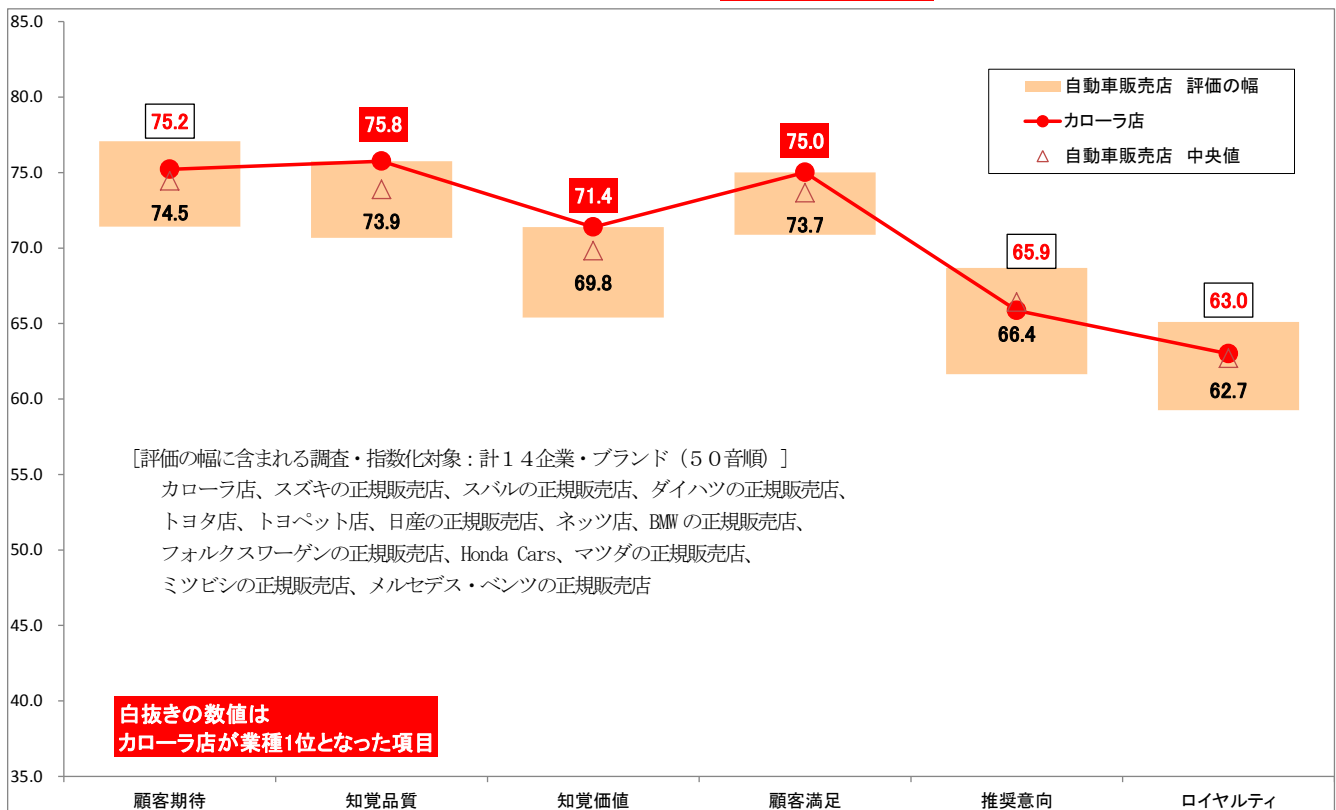 85.0
80.0
75.0
70.0
65.0
60.0
55.0
50.0
45.0
40.0
35.0
自動車販売店 評価の幅
カローラ店
自動車販売店 中央値
75.2
75.8
71.4
75.0
65.9
63.0
74.5
73.9
69.8
73.7
66.4
62.7
[評価の幅に含まれる調査・指数化対象：計１４企業・ブランド（５０音順）]
カローラ店、スズキの正規販売店、スバルの正規販売店、ダイハツの正規販売店、
トヨタ店、トヨペット店、日産の正規販売店、ネッツ店、BMWの正規販売店、
フォルクスワーゲンの正規販売店、Honda Cars、マツダの正規販売店、
ミツビシの正規販売店、メルセデス・ベンツの正規販売店
白抜きの数値は
カローラ店が業種1位となった項目
顧客期待 知覚品質 知覚価値 顧客満足 推奨意向 ロイヤルティ